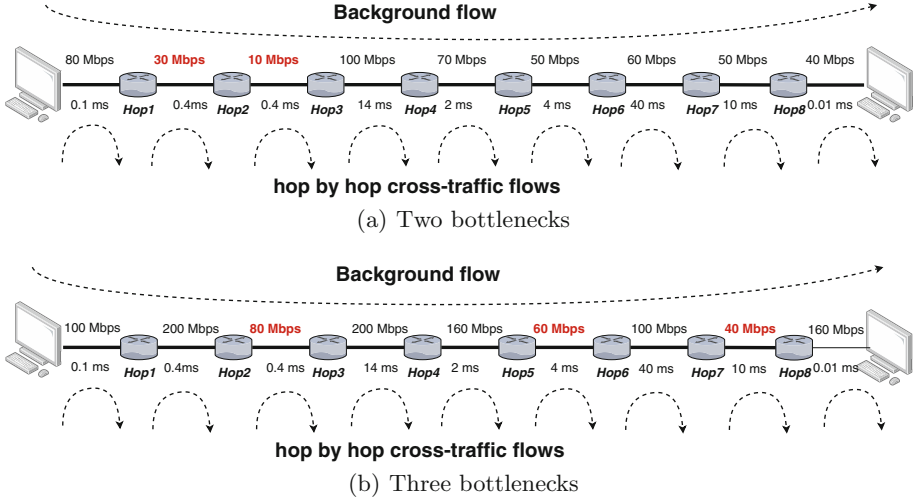 Background flow
80 Mbps 30 Mbps 10 Mbps 100 Mbps 70 Mbps 50 Mbps 60 Mbps 50 Mbps 40 Mbps
0.1 ms Hop1 0.4ms Hop2 0.4 ms Hop3 14 ms Hop4 2 ms Hop5 4 ms Hop6 40 ms Hop7 10 ms Hop8 0.01 ms
hop by hop cross-traffic flows
(a) Two bottlenecks
Background flow
100 Mbps 200 Mbps 80 Mbps 200 Mbps 160 Mbps 60 Mbps 100 Mbps 40 Mbps 160 Mbps
0.1 ms Hop1 0.4ms Hop2 0.4 ms Hop3 14 ms Hop4 2 ms Hop5 4 ms Hop6 40 ms Hop7 10 ms Hop8 0.01 ms
hop by hop cross-traffic flows
(b) Three bottlenecks